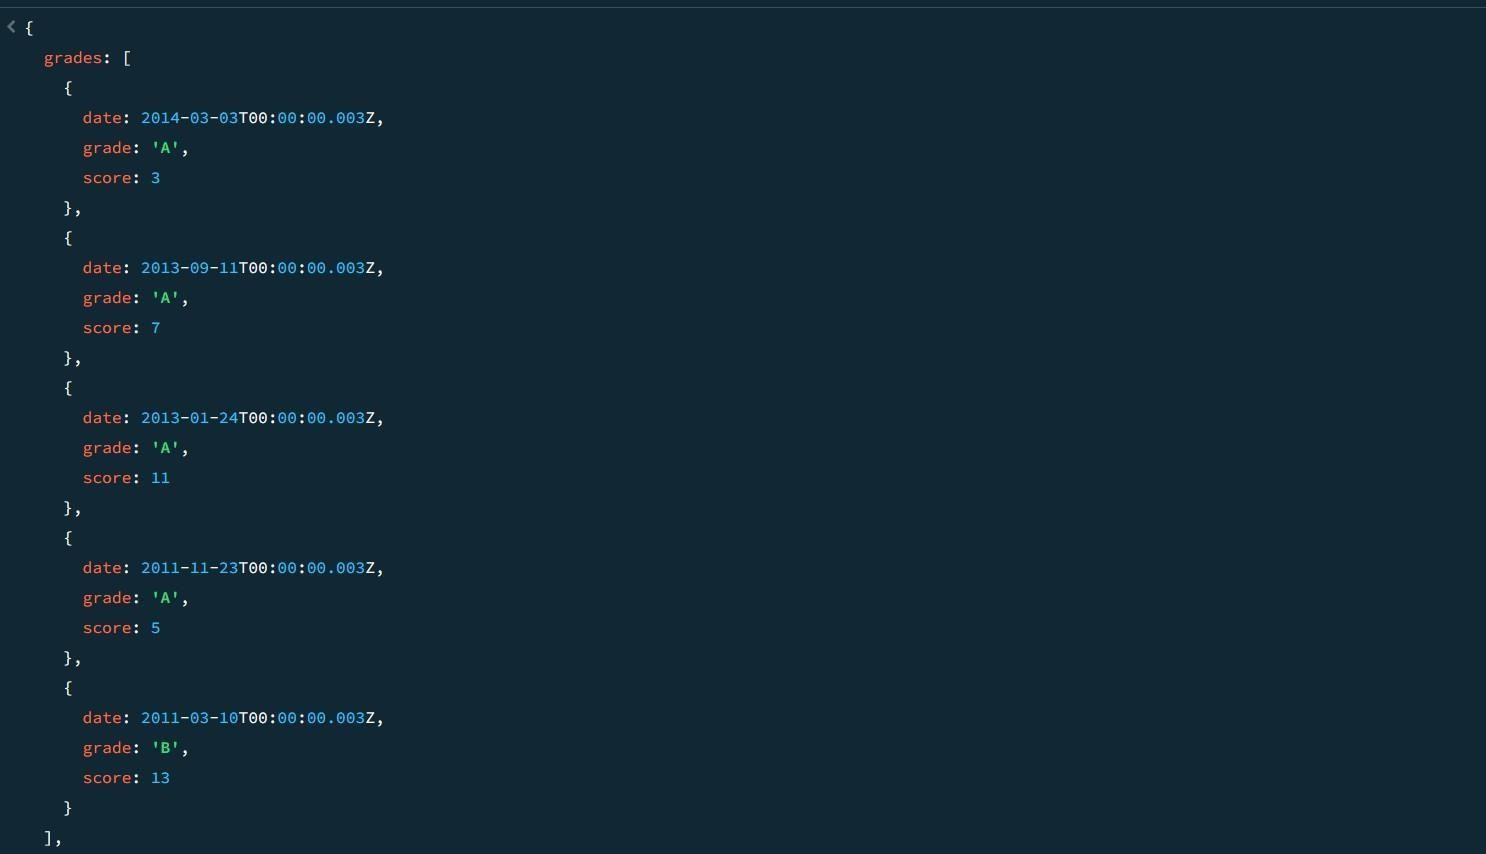 {
grades: [
{
date: 2014-03-03T00:00:00.003Z,
grade: 'A',
score: 3
},
{
date: 2013-09-11T00:00:00.003Z,
grade: 'A',
score: 7
},
{
date: 2013-01-24T00:00:00.003Z,
grade: 'A',
score: 11
},
{
date: 2011-11-23T00:00:00.003Z,
grade: 'A',
score: 5
},
{
date: 2011-03-10T00:00:00.003Z,
grade: 'B',
score: 13
}
],